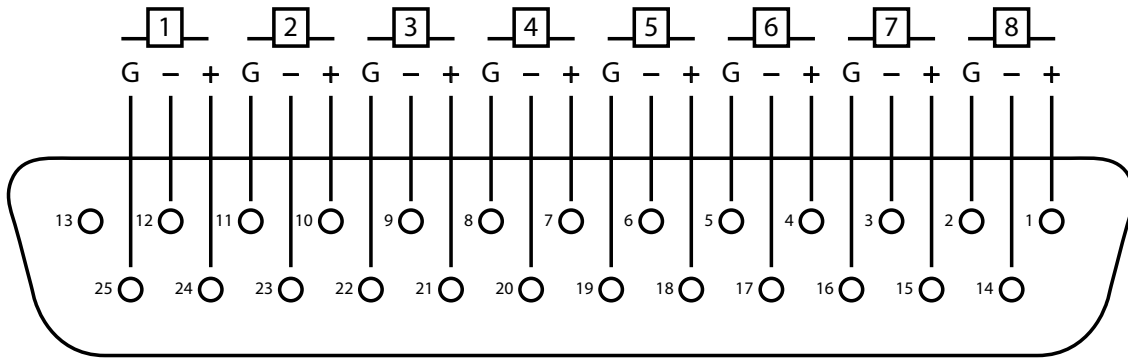 1 2 3 4 5 6 7 8
G – + G – + G – + G – + G – + G – + G – + G – +
13 12 11 10 9 8 7 6 5 4 3 2 1
25 24 23 22 21 20 19 18 17 16 15 14